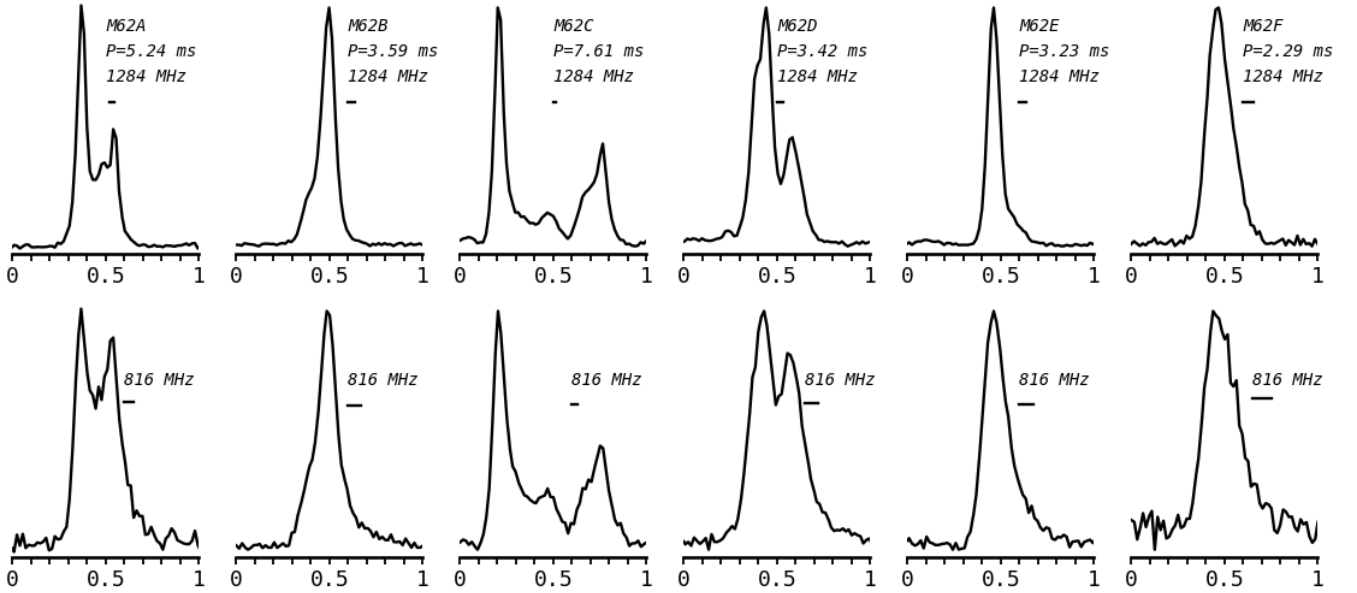 M62A
P=5.24 ms
1284 MHz
M62B
P=3.59 ms
1284 MHz
M62C
P=7.61 ms
1284 MHz
M62D
P=3.42 ms
1284 MHz
M62E
P=3.23 ms
1284 MHz
M62F
P=2.29 ms
1284 MHz
0 0.5 1 0 0.5 1 0 0.5 1 0 0.5 1 0 0.5 1 0 0.5 1
816 MHz 816 MHz 816 MHz 816 MHz 816 MHz 816 MHz
0 0.5 1 0 0.5 1 0 0.5 1 0 0.5 1 0 0.5 1 0 0.5 1